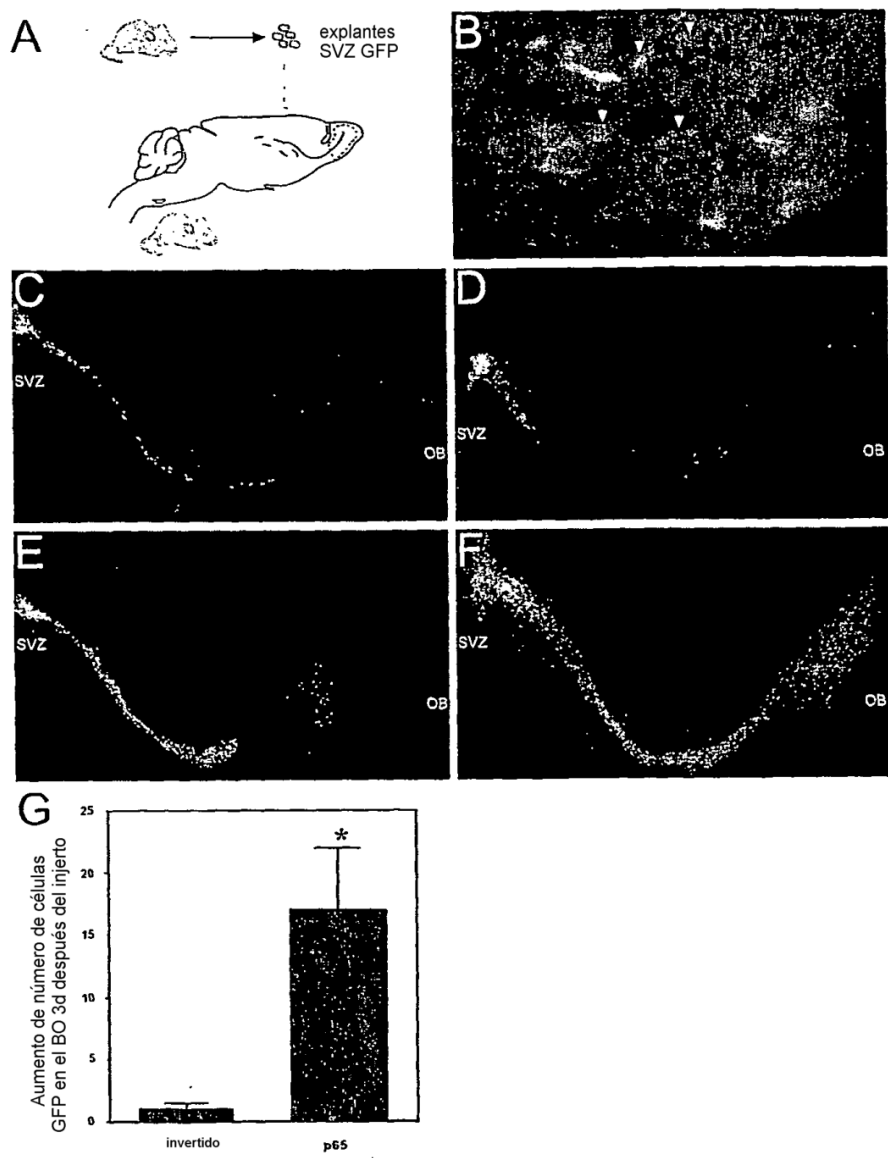 A
explantes
SVZ GFP
B
C
SVZ
OB
D
SVZ
OB
E
SVZ
OB
F
SVZ
OB
G
Aumento de número de células
GFP en el BO 3d después del injerto
25
20
15
10
5
0
*
invertido
p65